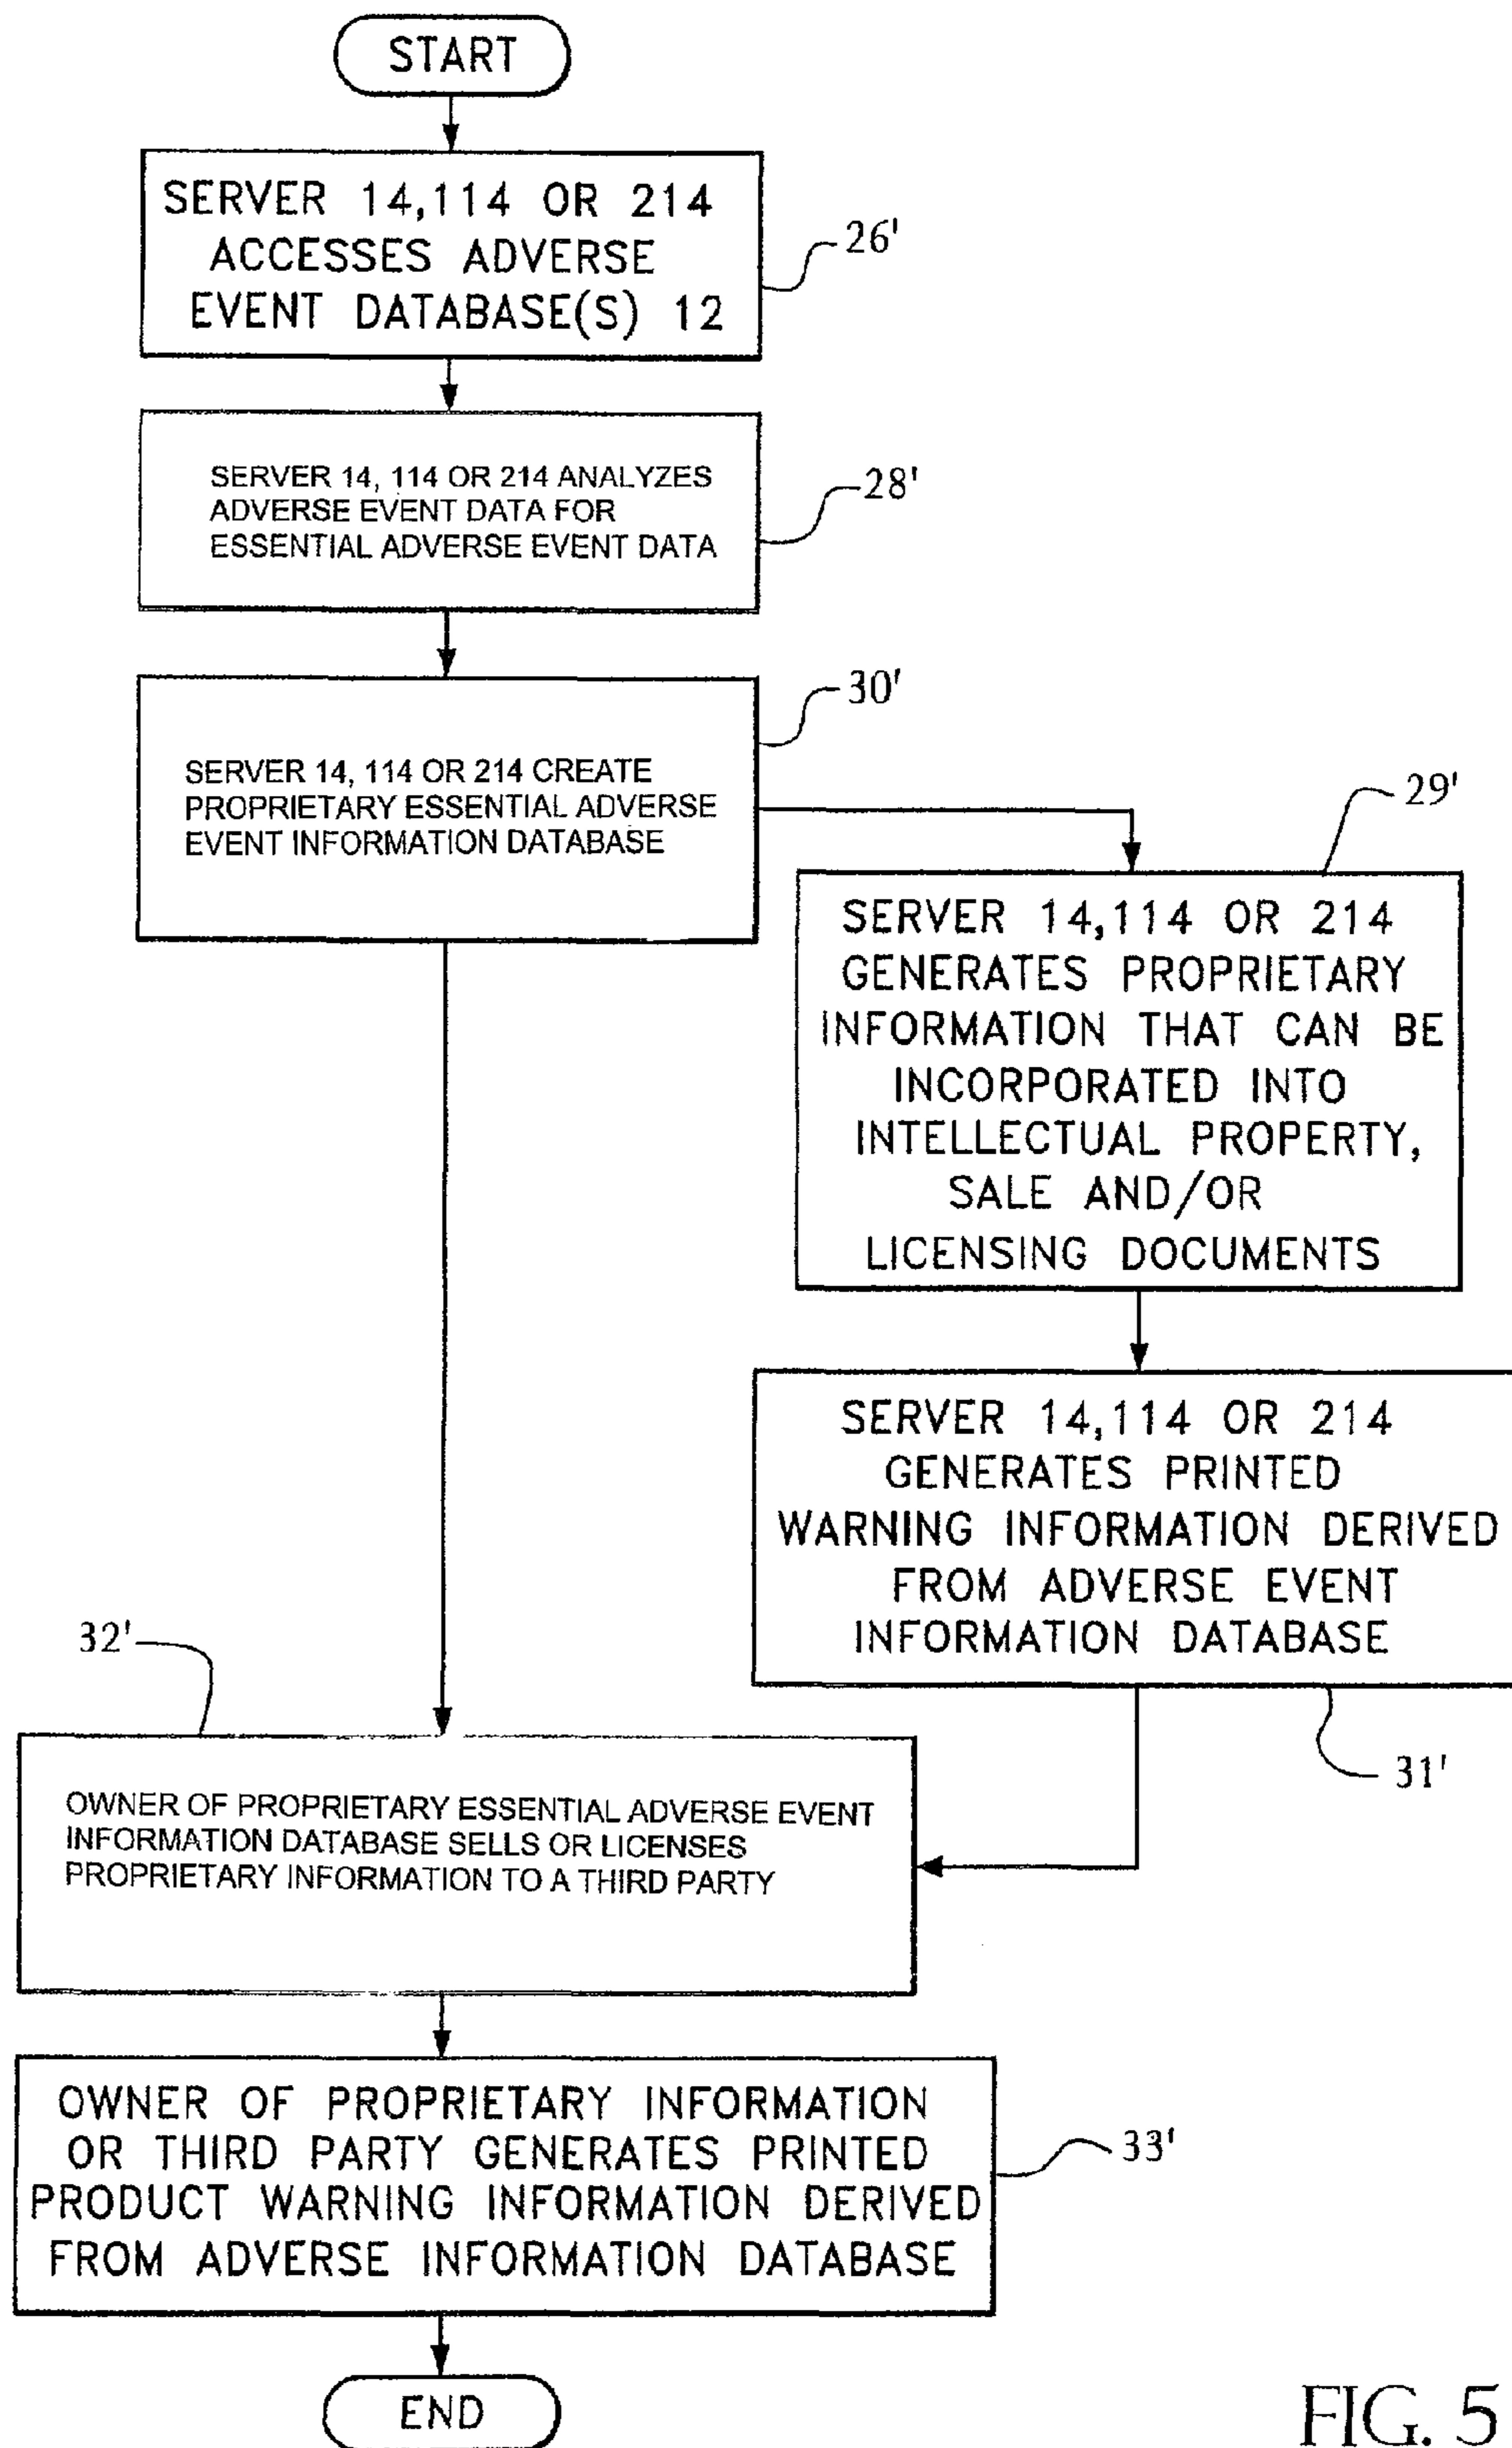 START
SERVER 14,114 OR 214
ACCESSES ADVERSE
EVENT DATABASE(S) 12
26'
SERVER 14, 114 OR 214 ANALYZES
ADVERSE EVENT DATA FOR
ESSENTIAL ADVERSE EVENT DATA
28'
30'
SERVER 14, 114 OR 214 CREATE
PROPRIETARY ESSENTIAL ADVERSE
EVENT INFORMATION DATABASE
29'
SERVER 14,114 OR 214
GENERATES PROPRIETARY
INFORMATION THAT CAN BE
INCORPORATED INTO
INTELLECTUAL PROPERTY,
SALE AND/OR
LICENSING DOCUMENTS
SERVER 14,114 OR 214
GENERATES PRINTED
WARNING INFORMATION DERIVED
FROM ADVERSE EVENT
INFORMATION DATABASE
31'
32'
OWNER OF PROPRIETARY ESSENTIAL ADVERSE EVENT
INFORMATION DATABASE SELLS OR LICENSES
PROPRIETARY INFORMATION TO A THIRD PARTY
OWNER OF PROPRIETARY INFORMATION
OR THIRD PARTY GENERATES PRINTED
PRODUCT WARNING INFORMATION DERIVED
FROM ADVERSE INFORMATION DATABASE
33'
END
FIG. 5